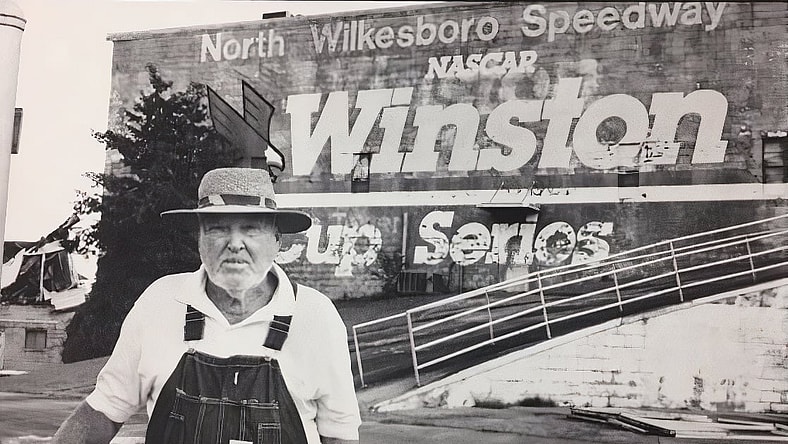 North Wilkesboro Speedway
NASCAR
Winston
Cup Series